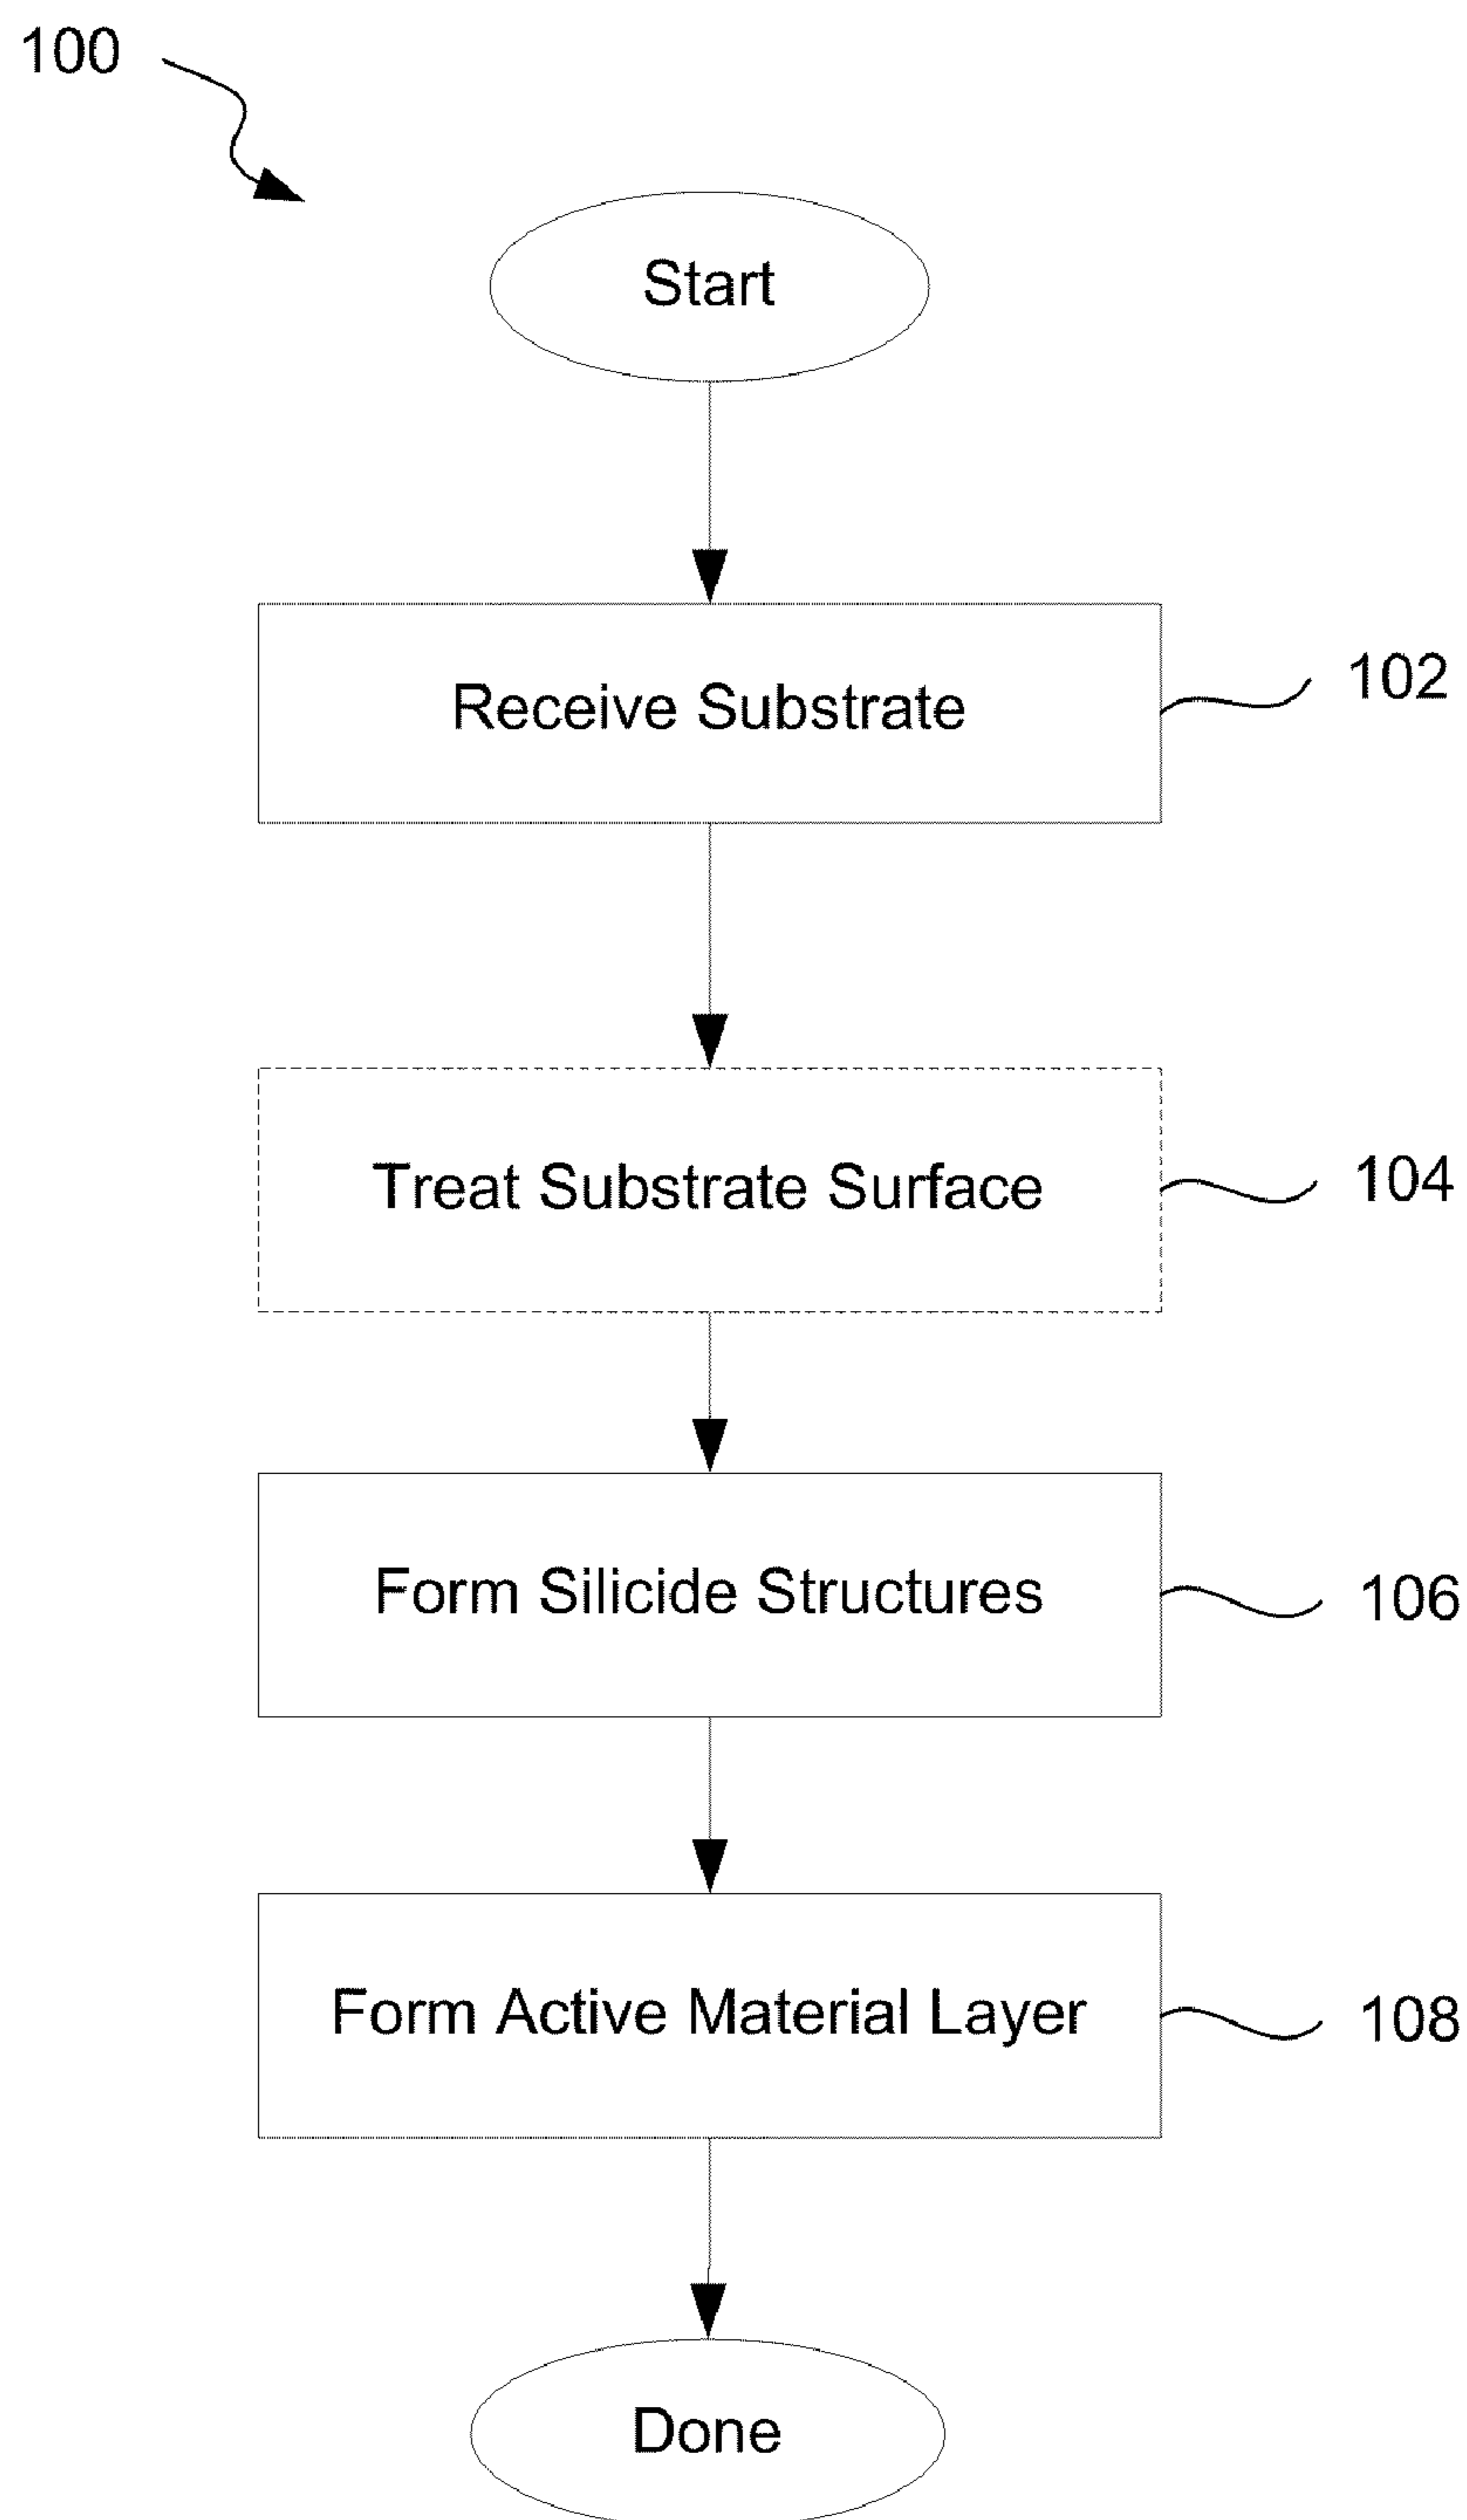 100
Start
Receive Substrate
102
Treat Substrate Surface
104
Form Silicide Structures
106
Form Active Material Layer
108
Done